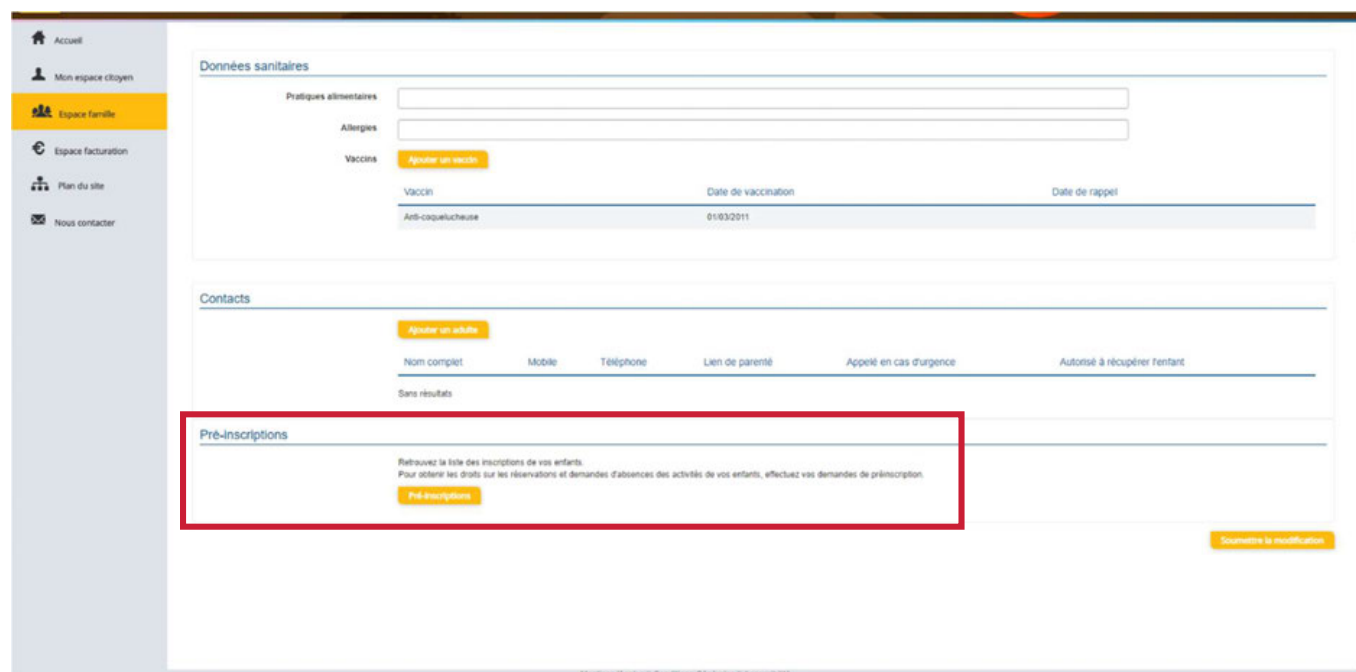 Accueil
Mon espace citoyen
Espace famille
Espace facturation
Plan du site
Nous contacter
Données sanitaires
Pratiques alimentaires
Allergies
Vaccins Ajouter un vaccin
Vaccin Date de vaccination Date de rappel
Anti-coquelucheuse 01/03/2011
Contacts
Ajouter un adulte
Nom complet Mobile Téléphone Lien de parenté Appelé en cas d'urgence Autorisé à récupérer l'enfant
Sans résultats
Pré-inscriptions
Retrouvez la liste des inscriptions de vos enfants.
Pour obtenir les droits sur les réservations et demandes d'absences des activités de vos enfants, effectuez vos demandes de préinscription.
Pré-inscriptions
Soumettre la modification